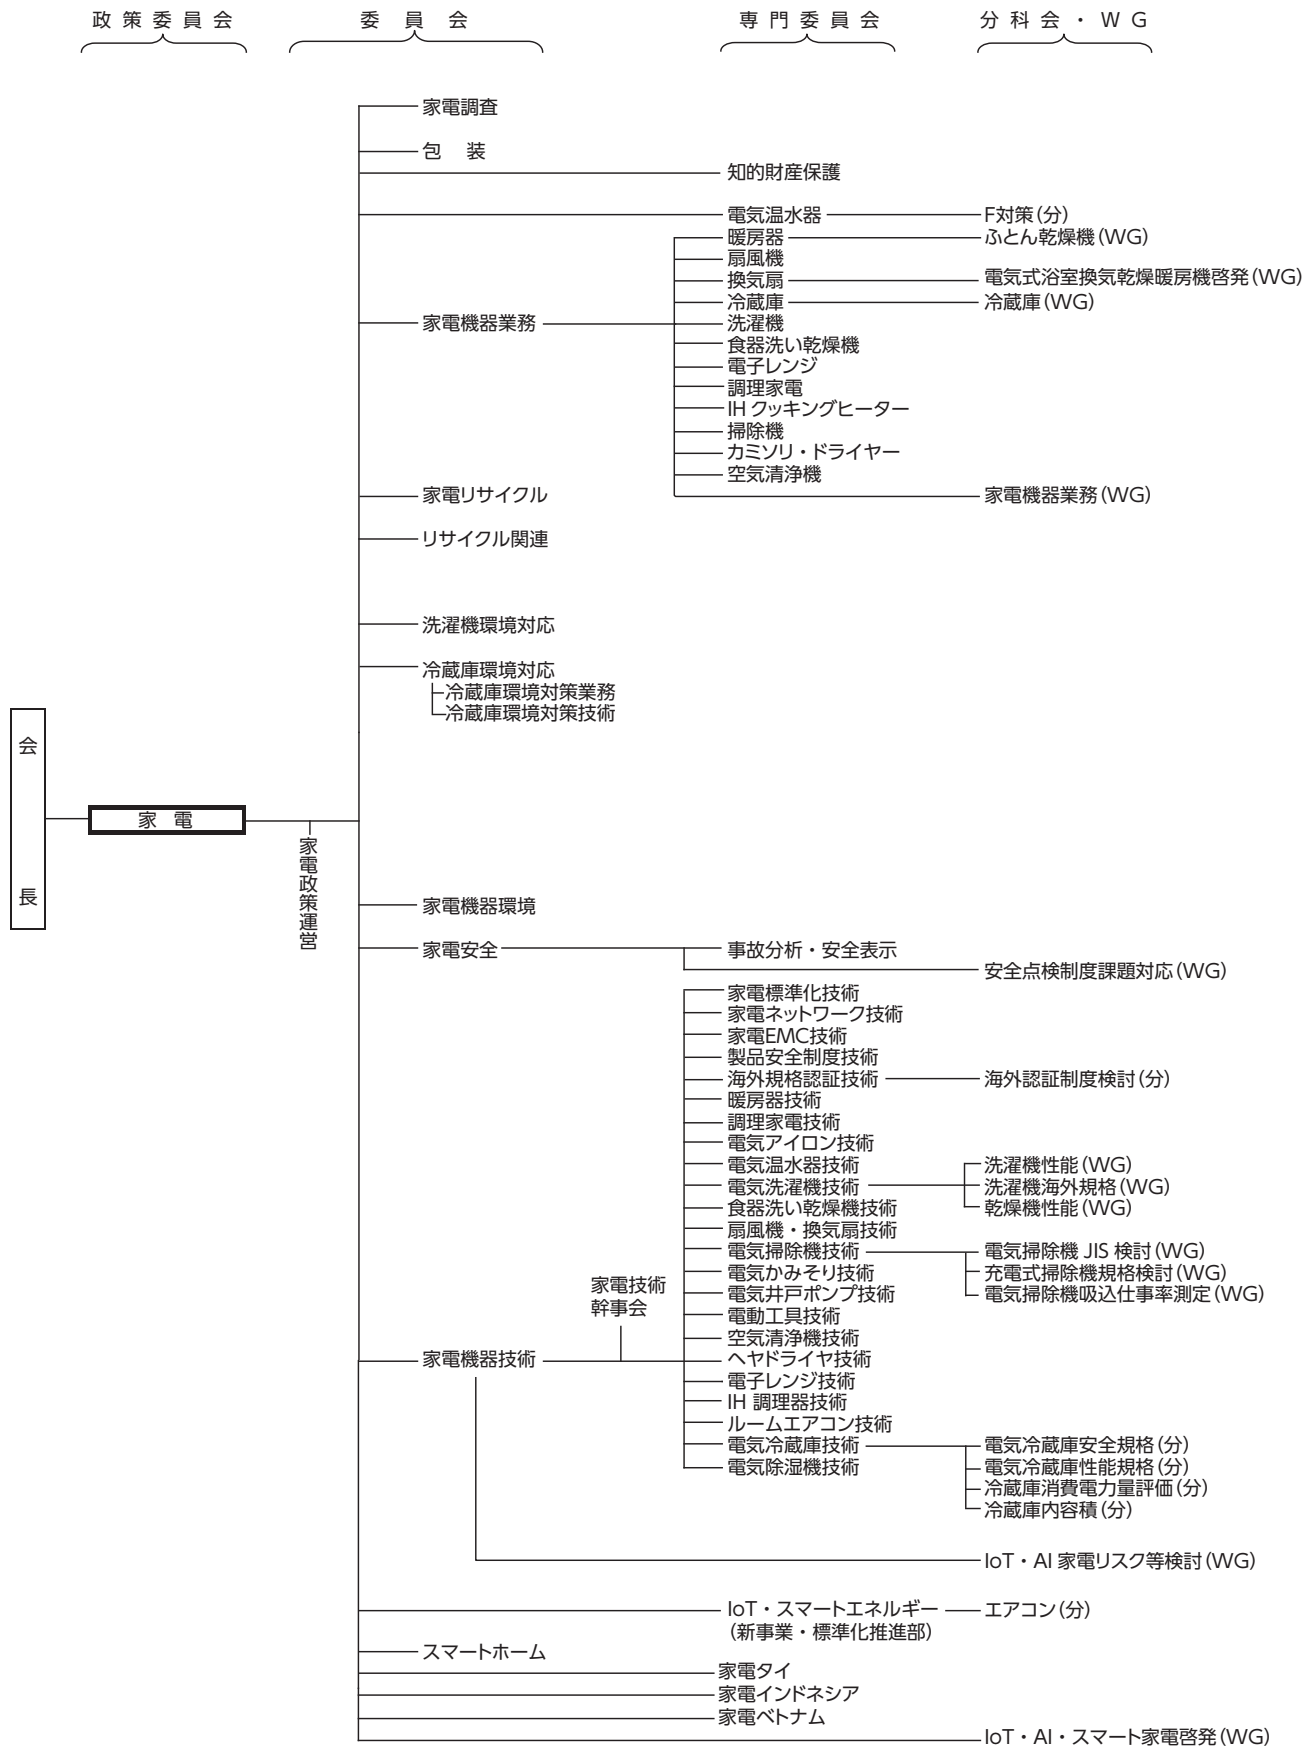 政策委員会 委員会 専門委員会 分科会・WG
家電調査
包 装
知的財産保護
電気温水器 F対策(分)
暖房器 ふとん乾燥機(WG)
扇風機
換気扇 電気式浴室換気乾燥暖房機啓発(WG)
冷蔵庫 冷蔵庫(WG)
家電機器業務 洗濯機
食器洗い乾燥機
電子レンジ
調理家電
IH クッキングヒーター
掃除機
カミソリ・ドライヤー
空気清浄機
家電リサイクル 家電機器業務(WG)
リサイクル関連
洗濯機環境対応
冷蔵庫環境対応
冷蔵庫環境対策業務
冷蔵庫環境対策技術
会長
家 電
家電政策運営
家電機器環境
家電安全 事故分析・安全表示
安全点検制度課題対応(WG)
家電標準化技術
家電ネットワーク技術
家電EMC技術
製品安全制度技術
海外規格認証技術 海外認証制度検討(分)
暖房器技術
調理家電技術
電気アイロン技術
電気温水器技術 洗濯機性能(WG)
電気洗濯機技術 洗濯機海外規格(WG)
食器洗い乾燥機技術 乾燥機性能(WG)
扇風機・換気扇技術
電気掃除機技術 電気掃除機 JIS 検討(WG)
電気かみそり技術 充電式掃除機規格検討(WG)
電気井戸ポンプ技術 電気掃除機吸込仕事率測定(WG)
家電技術
幹事会
電動工具技術
空気清浄機技術
家電機器技術 ヘヤドライヤ技術
電子レンジ技術
IH 調理器技術
ルームエアコン技術
電気冷蔵庫技術 電気冷蔵庫安全規格(分)
電気除湿機技術 電気冷蔵庫性能規格(分)
冷蔵庫消費電力量評価(分)
冷蔵庫内容積(分)
IoT・AI 家電リスク等検討(WG)
IoT・スマートエネルギー エアコン(分)
(新事業・標準化推進部)
スマートホーム
家電タイ
家電インドネシア
家電ベトナム
IoT・AI・スマート家電啓発(WG)